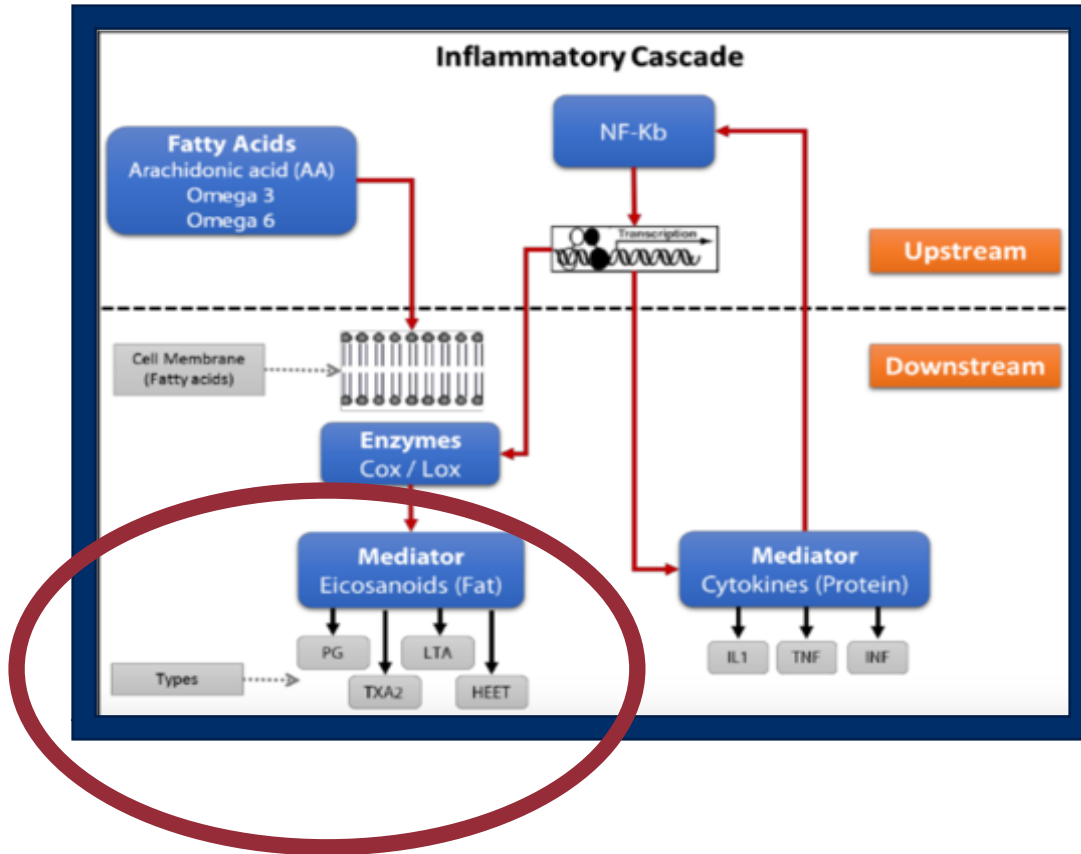 Inflammatory Cascade
Fatty Acids
Arachidonic acid (AA)
Omega 3
Omega 6
NF-Kb
Transcription
Upstream
Cell Membrane
(Fatty acids)
Downstream
Enzymes
Cox / Lox
Mediator
Eicosanoids (Fat)
Mediator
Cytokines (Protein)
PG
LTA
IL1
TNF
INF
Types
TXA2
HEET